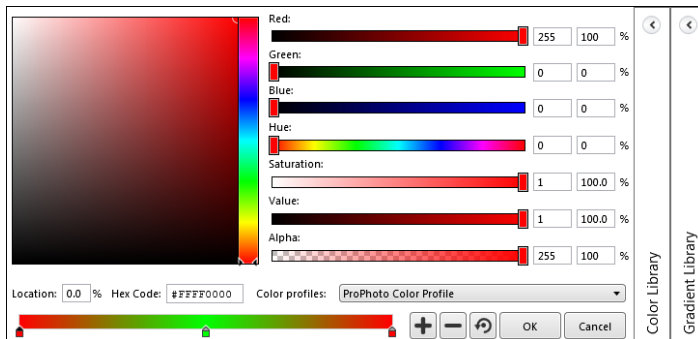 Red:
255 100 %
Green:
0 0 %
Blue:
0 0 %
Hue:
0 0 %
Saturation:
1 100.0 %
Value:
1 100.0 %
Alpha:
255 100 %
Location: 0.0 % Hex Code: #FFFF0000 Color profiles: ProPhoto Color Profile
OK Cancel
Color Library
Gradient Library